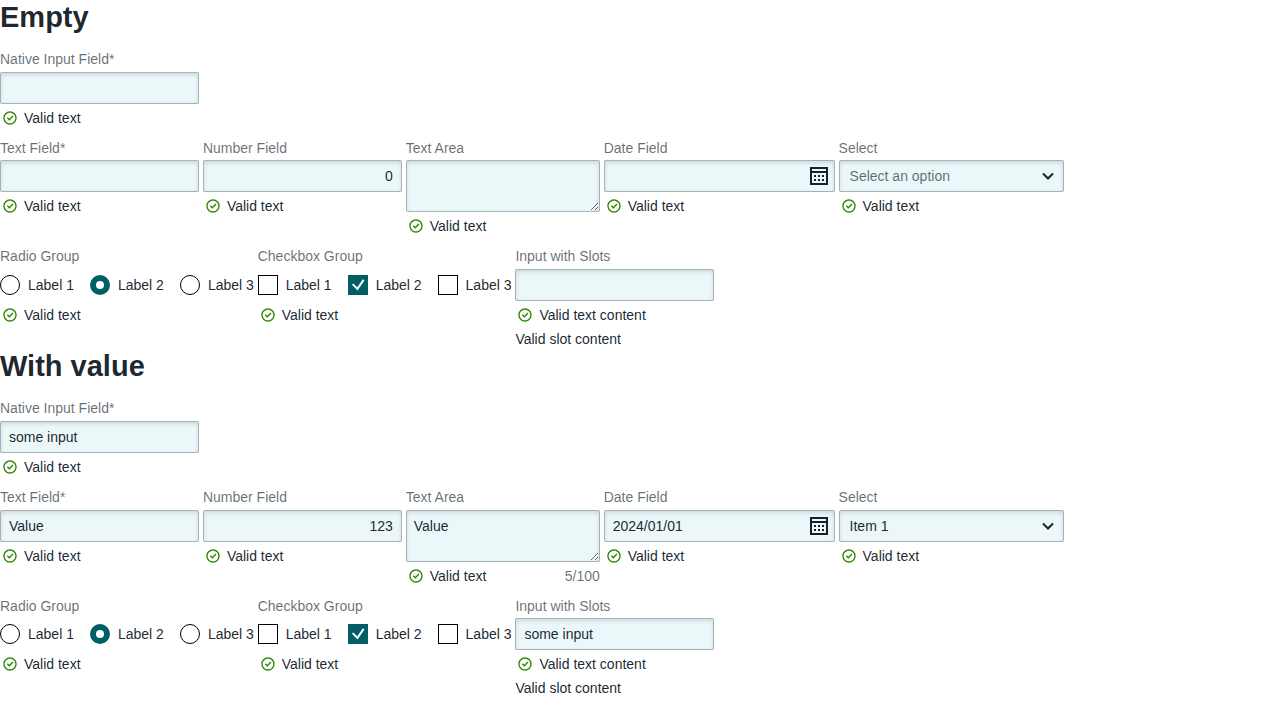 Empty
Native Input Field*
Valid text
Text Field* Number Field Text Area Date Field Select
0 Select an option
Valid text Valid text Valid text Valid text
Valid text
Radio Group Checkbox Group Input with Slots
Label 1 Label 2 Label 3 Label 1 Label 2 Label 3
Valid text Valid text Valid text content
Valid slot content
With value
Native Input Field*
some input
Valid text
Text Field* Number Field Text Area Date Field Select
Value 123 Value 2024/01/01 Item 1
Valid text Valid text Valid text Valid text
Valid text 5/100
Radio Group Checkbox Group Input with Slots
Label 1 Label 2 Label 3 Label 1 Label 2 Label 3 some input
Valid text Valid text Valid text content
Valid slot content